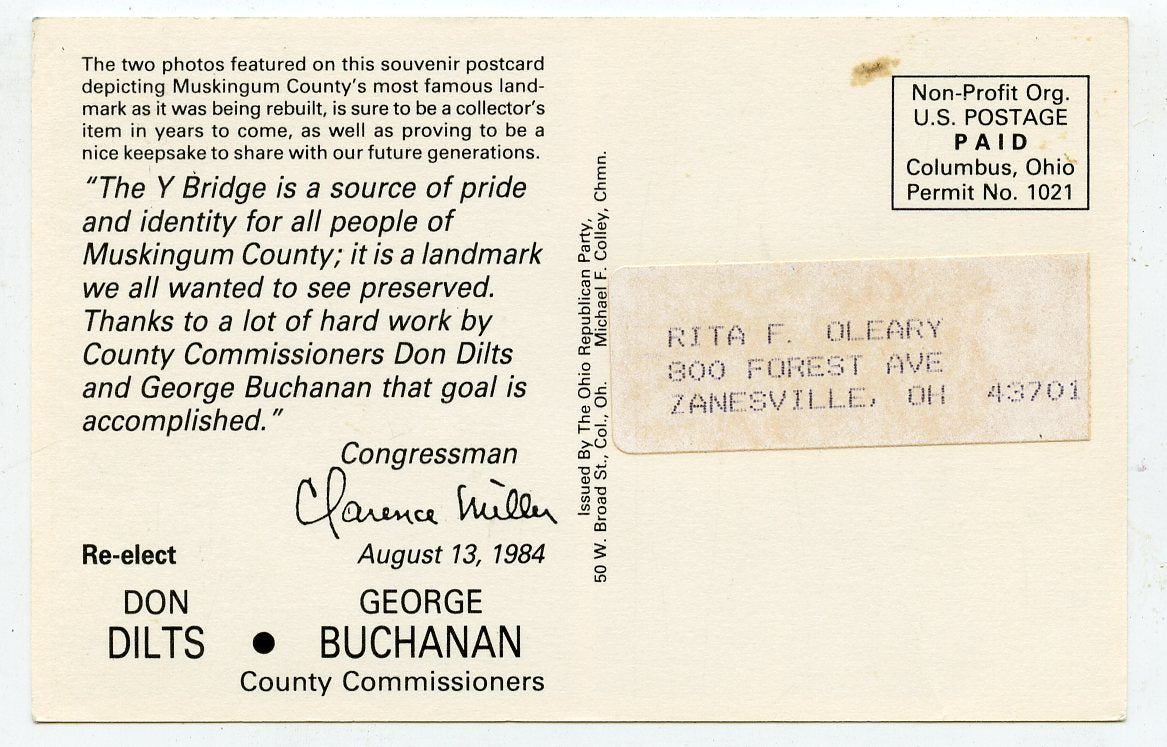 The two photos featured on this souvenir postcard
depicting Muskingum County's most famous land-
mark as it was being rebuilt, is sure to be a collector's
item in years to come, as well as proving to be a
nice keepsake to share with our future generations.
"The Y Bridge is a source of pride
and identity for all people of
Muskingum County; it is a landmark
we all wanted to see preserved.
Thanks to a lot of hard work by
County Commissioners Don Dilts
and George Buchanan that goal is
accomplished."
Congressman
Clarence Miller
Re-elect August 13, 1984
DON GEORGE
DILTS • BUCHANAN
County Commissioners
Issued By The Ohio Republican Party,
50 W. Broad St., Col., Oh. Michael F. Colley, Chmn.
Non-Profit Org.
U.S. POSTAGE
PAID
Columbus, Ohio
Permit No. 1021
RITA F. OLEARY
800 FOREST AVE
ZANESVILLE, OH 43701